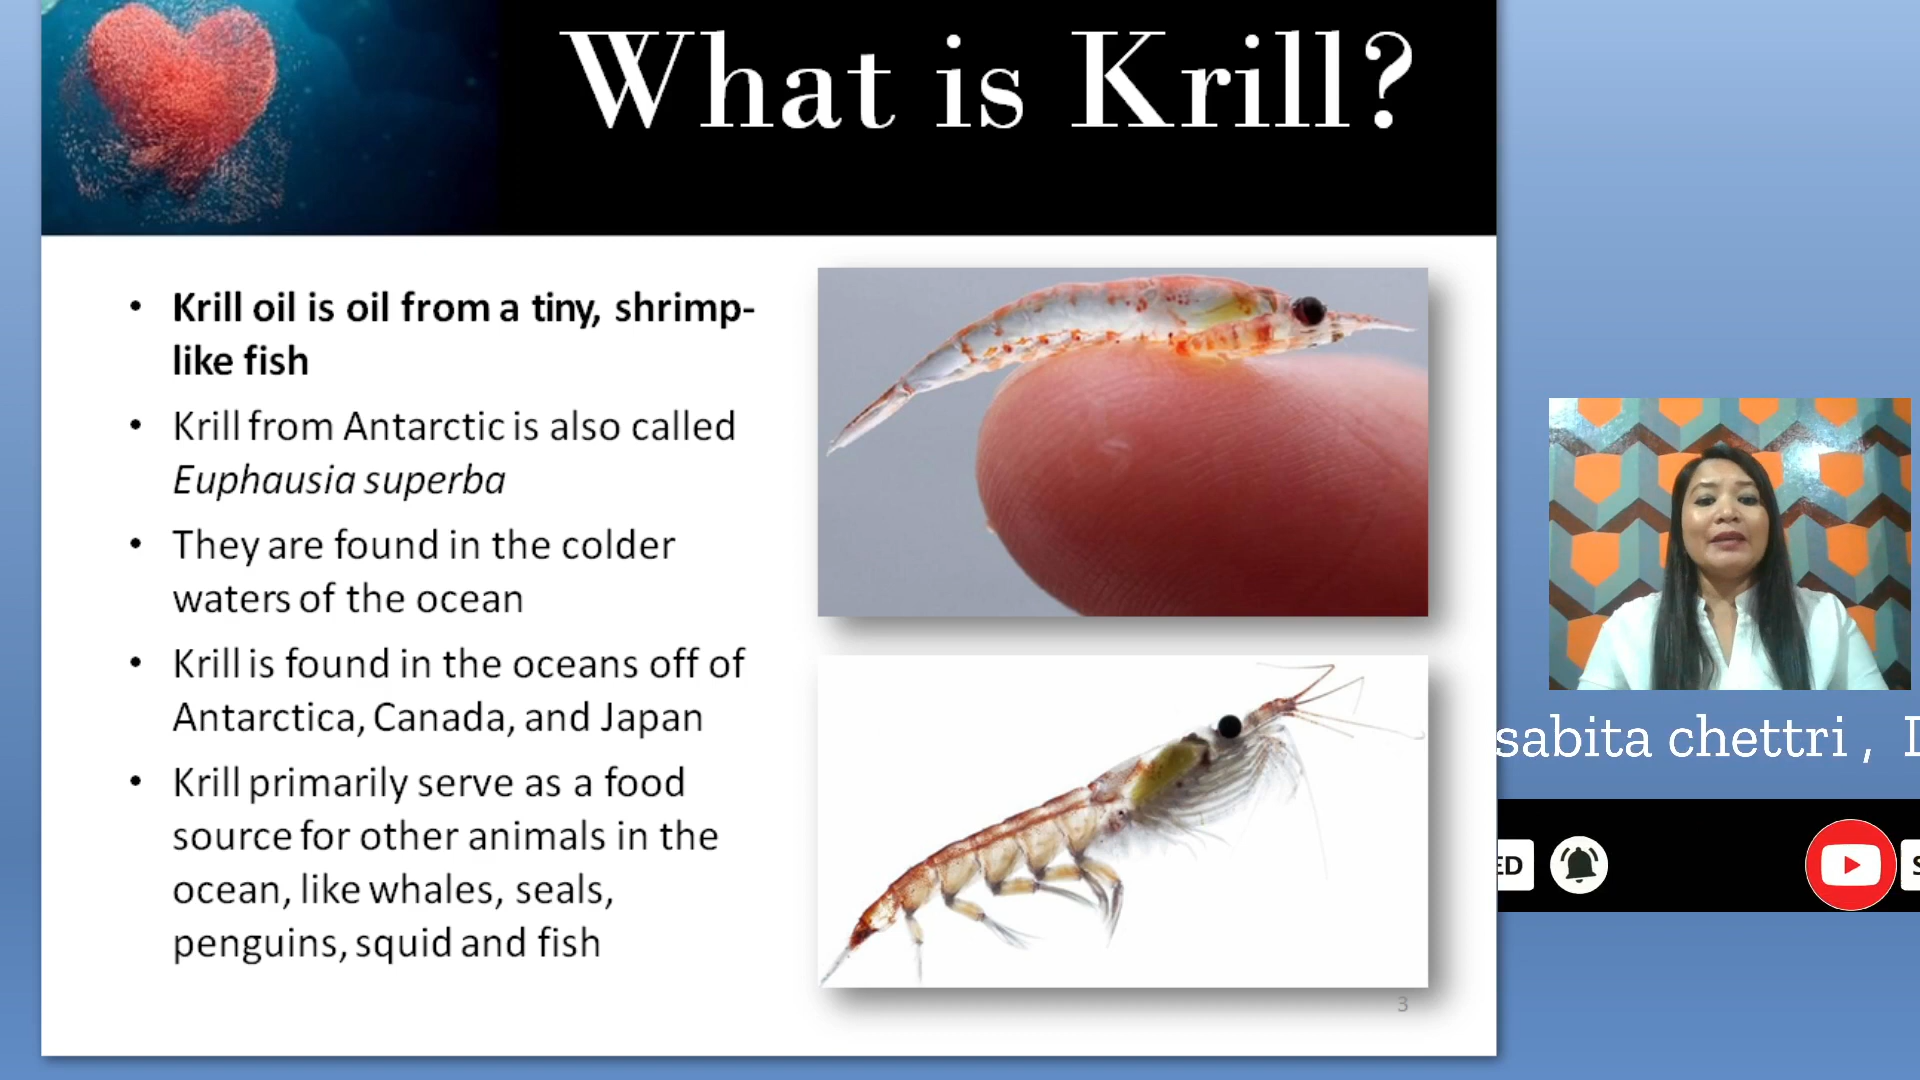 What is Krill?
• Krill oil is oil from a tiny, shrimp-
like fish
• Krill from Antarctic is also called
Euphausia superba
• They are found in the colder
waters of the ocean
• Krill is found in the oceans off of
Antarctica, Canada, and Japan
• Krill primarily serve as a food
source for other animals in the
ocean, like whales, seals,
penguins, squid and fish
3
sabita chettri ,
ED
S